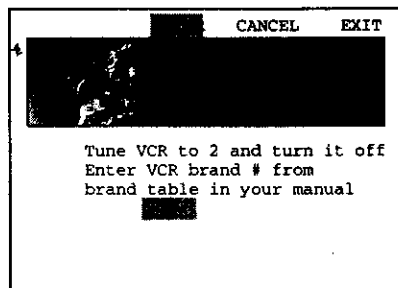 CANCEL EXIT
Tune VCR to 2 and turn it off
Enter VCR brand # from
brand table in your manual